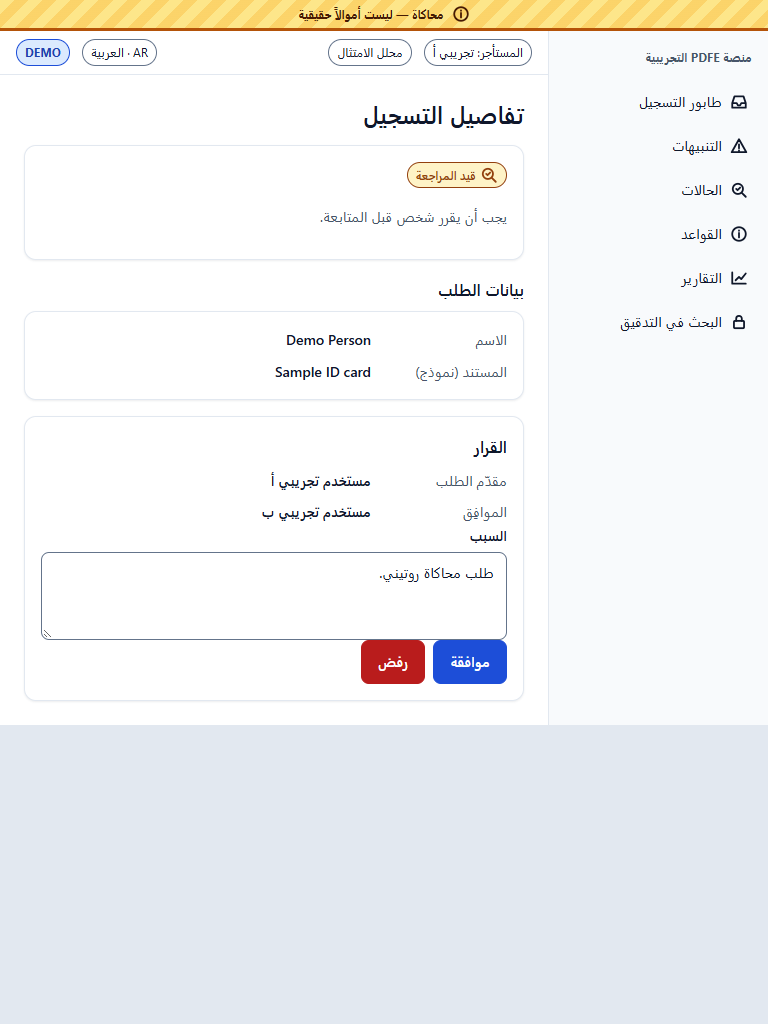 محاكاة — ليست أموالاً حقيقية
منصة PDFE التجريبية
طابور التسجيل
التنبيهات
الحالات
القواعد
التقارير
البحث في التدقيق
المستأجر: تجريبي أ
محلل الامتثال
العربية · AR
DEMO
تفاصيل التسجيل
قيد المراجعة
يجب أن يقرر شخص قبل المتابعة.
بيانات الطلب
الاسم Demo Person
المستند (نموذج) Sample ID card
القرار
مقدّم الطلب مستخدم تجريبي أ
الموافِق مستخدم تجريبي ب
السبب
طلب محاكاة روتيني.
موافقة رفض